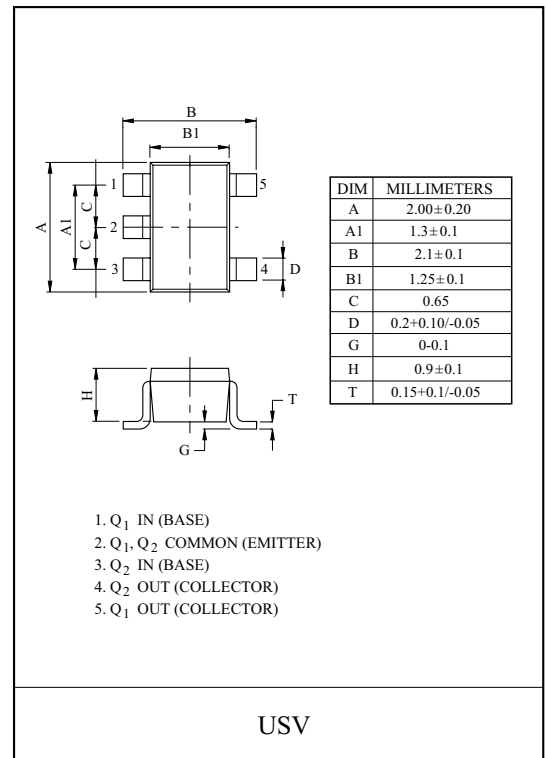 B
B1
1
5
A
A1
C
2
C
3
4
D
DIM MILLIMETERS
A 2.00±0.20
A1 1.3±0.1
B 2.1±0.1
B1 1.25±0.1
C 0.65
D 0.2+0.10/-0.05
G 0-0.1
H 0.9±0.1
T 0.15+0.1/-0.05
H
T
G
1. Q1 IN (BASE)
2. Q1, Q2 COMMON (EMITTER)
3. Q2 IN (BASE)
4. Q2 OUT (COLLECTOR)
5. Q1 OUT (COLLECTOR)
USV